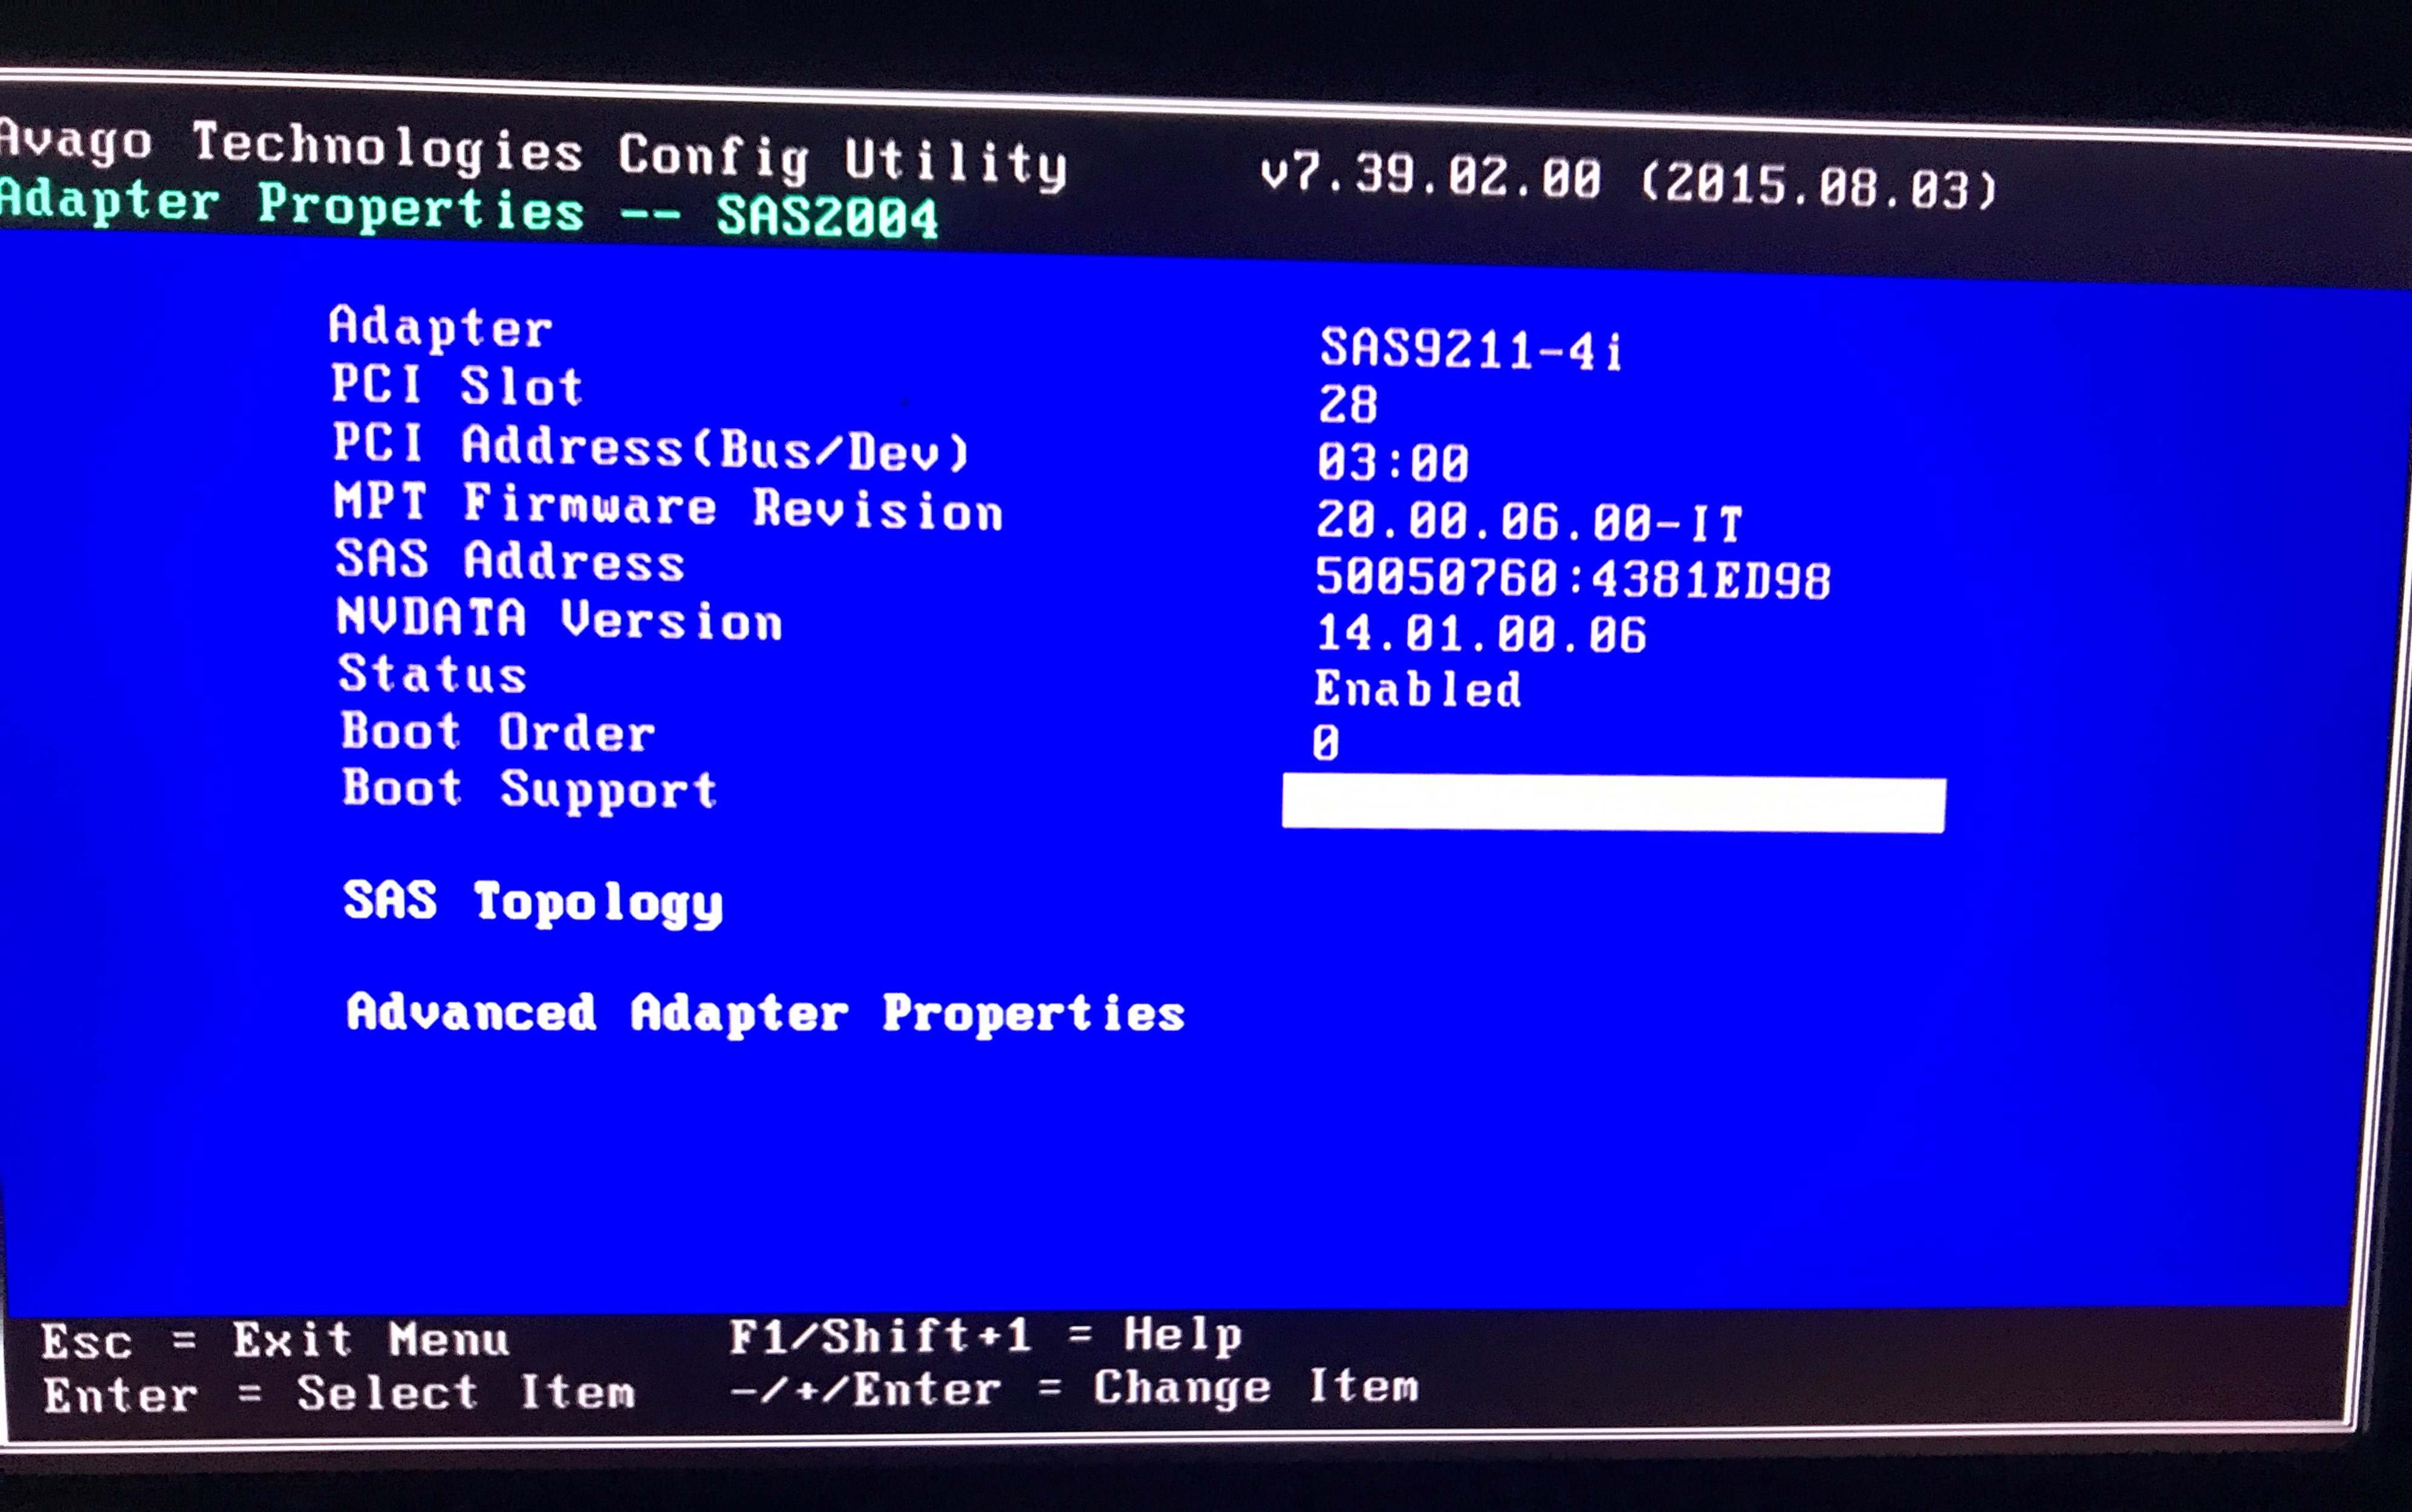 Avago Technologies Config Utility v7.39.02.00 (2015.08.03)
Adapter Properties -- SAS2004
Adapter SAS9211-4i
PCI Slot 28
PCI Address(Bus/Dev) 03:00
MPT Firmware Revision 20.00.06.00-IT
SAS Address 50050760:4381ED98
NVDATA Version 14.01.00.06
Status Enabled
Boot Order 0
Boot Support
SAS Topology
Advanced Adapter Properties
Esc = Exit Menu F1/Shift+1 = Help
Enter = Select Item -/+/Enter = Change Item